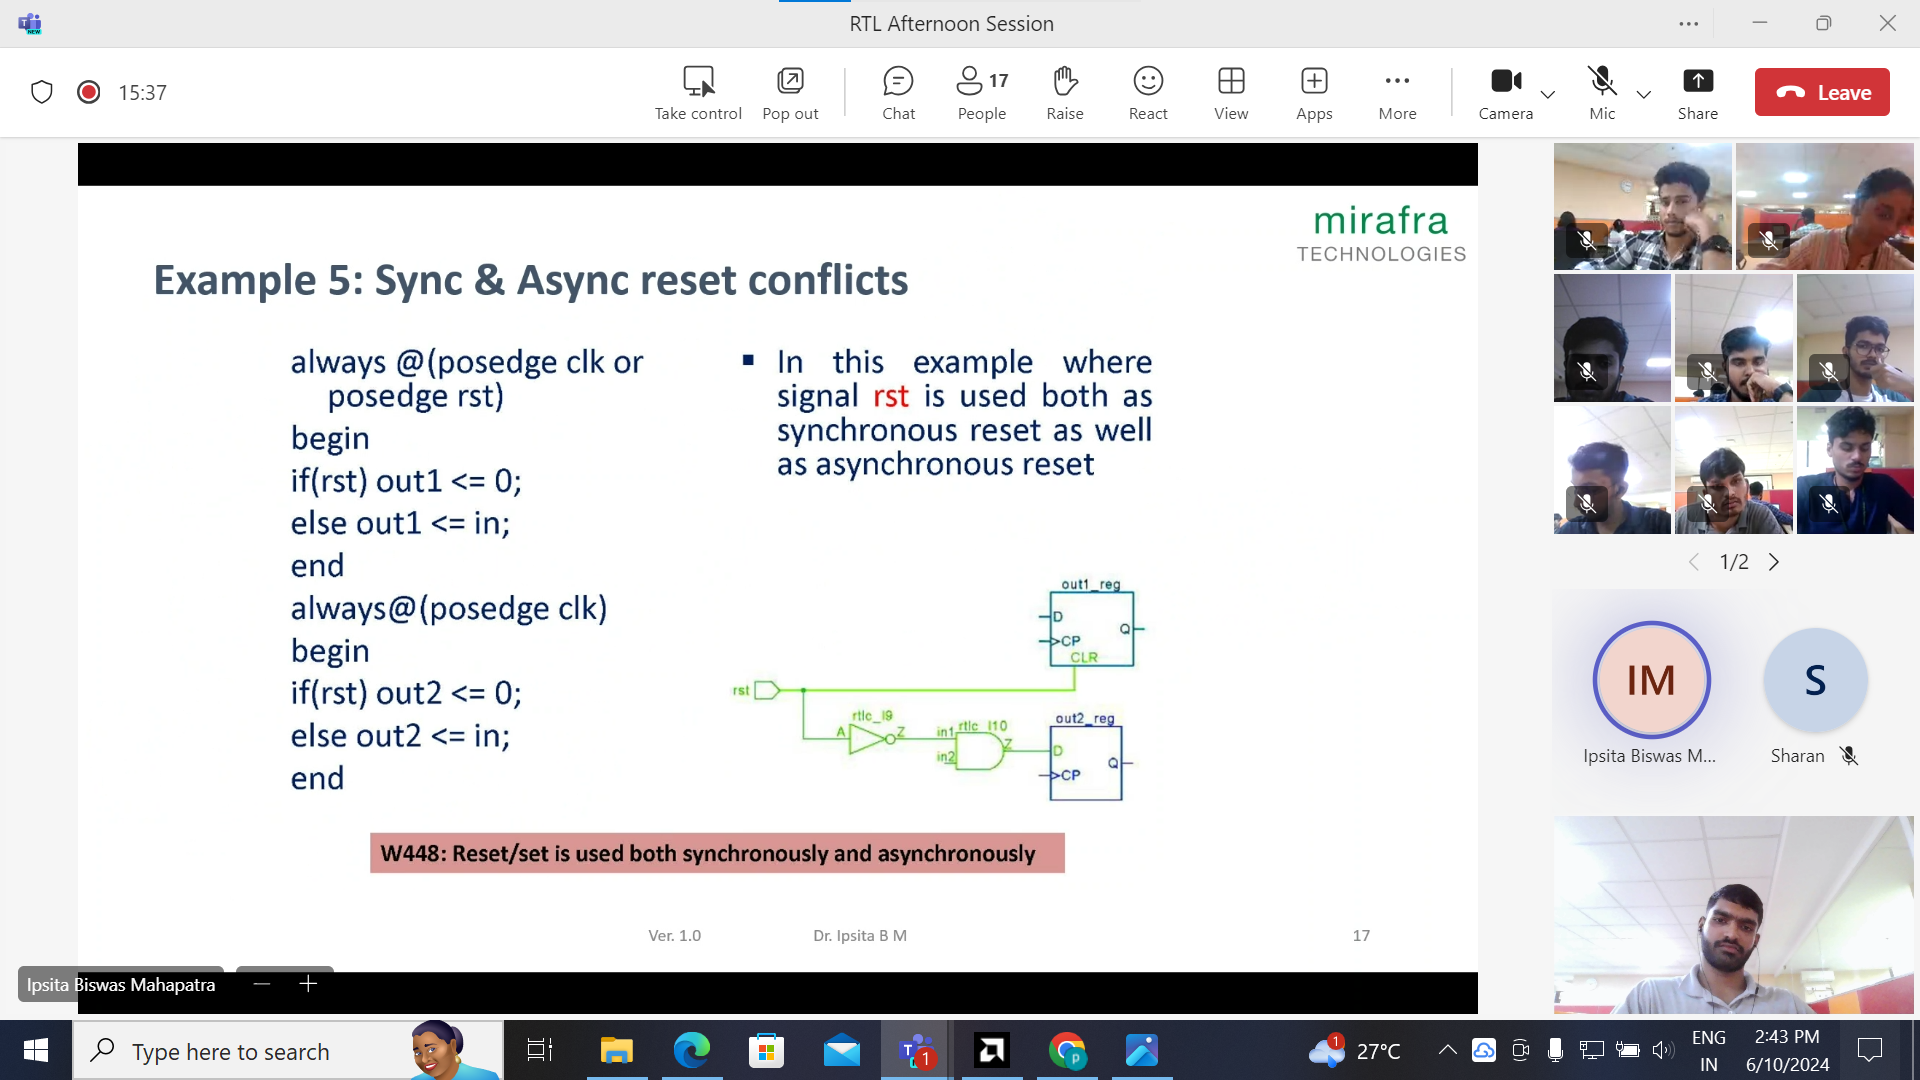 RTL Afternoon Session
NEW
15:37
Take control
Pop out
Chat
17
People
Raise
React
View
Apps
More
Camera
Mic
Share
Leave
mirafra
TECHNOLOGIES
Example 5: Sync & Async reset conflicts
always @(posedge clk or
posedge rst)
begin
if(rst) out1 <= 0;
else out1 <= in;
end
always@(posedge clk)
begin
if(rst) out2 <= 0;
else out2 <= in;
end
▪ In this example where
signal rst is used both as
synchronous reset as well
as asynchronous reset
out1_reg
D
CP
Q
CLR
rst
rtlc_I9
A
Z
in1
rtlc_I10
in2
Z
out2_reg
D
CP
Q
W448: Reset/set is used both synchronously and asynchronously
Ver. 1.0
Dr. Ipsita B M
17
Ipsita Biswas Mahapatra
1/2
IM
Ipsita Biswas M...
S
Sharan
Type here to search
1
p
1
27°C
ENG
IN
2:43 PM
6/10/2024